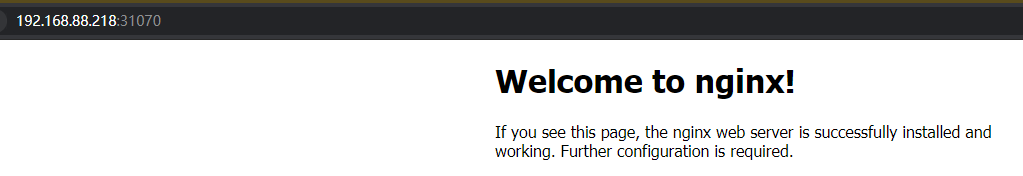 192.168.88.218:31070
Welcome to nginx!
If you see this page, the nginx web server is successfully installed and
working. Further configuration is required.